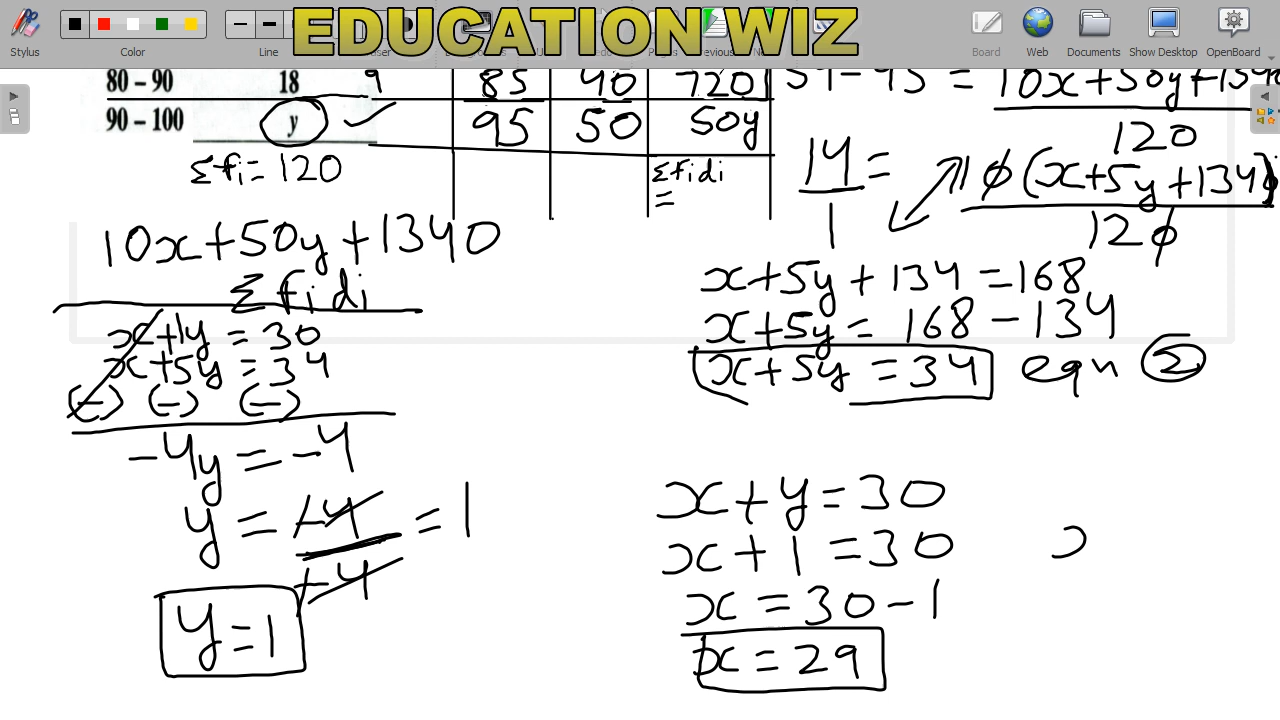 EDUCATION WIZ
Stylus Color Line Board Web Documents Show Desktop OpenBoard
80 – 90 18 9 85 40 720
90 – 100 y 95 50 50y
Σfi = 120
Σfidi =
10x+50y+1340
Σfidi
x+1y = 30
x+5y = 34
(−) (−) (−)
−4y = −4
y = −4/−4 = 1
y = 1
59−45 = 10x+50y+1340
120
14/1 = 10(x+5y+134)
120
x+5y+134 = 168
x+5y = 168−134
x+5y = 34 eqn ②
x+y = 30
x+1 = 30 x
x = 30−1
x = 29